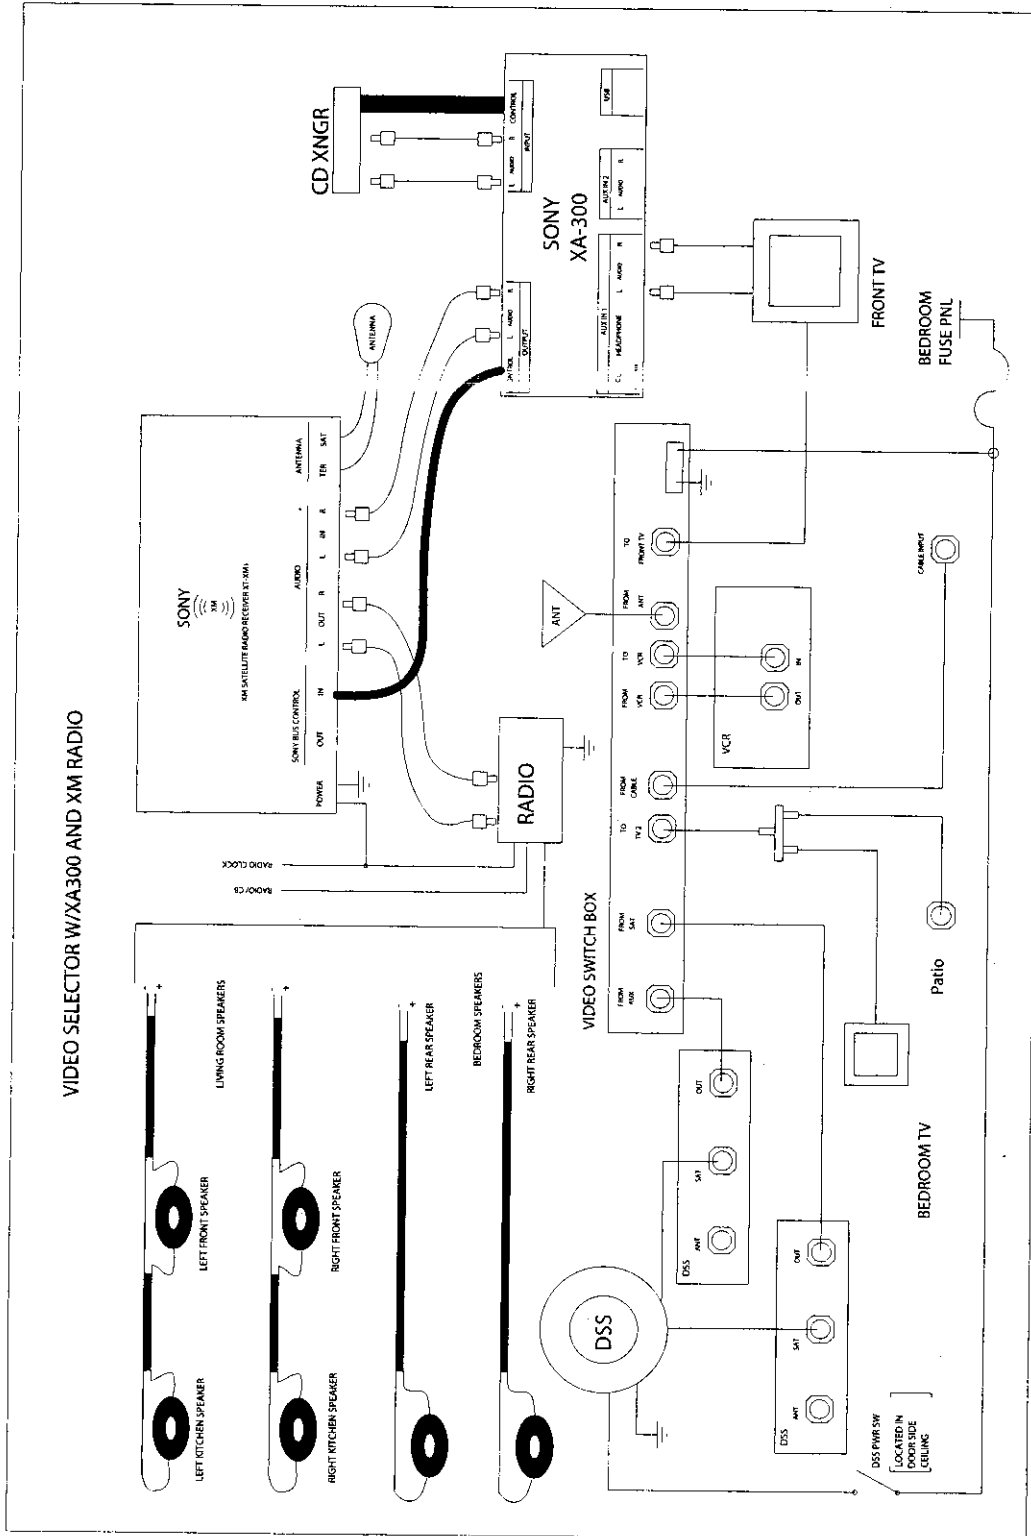 VIDEO SELECTOR W/XA300 AND XM RADIO
LEFT KITCHEN SPEAKER
LEFT FRONT SPEAKER
- +
LIVING ROOM SPEAKERS
RIGHT KITCHEN SPEAKER
RIGHT FRONT SPEAKER
- +
LEFT REAR SPEAKER
- +
BEDROOM SPEAKERS
RIGHT REAR SPEAKER
- +
RADIO CLOCK
RADIO/ CB
RADIO
SONY
XM
XM SATELLITE RADIO RECEIVER XT-XM1
POWER
SONY BUS CONTROL
OUT
IN
AUDIO
L OUT R
L IN R
ANTENNA
TER SAT
ANTENNA
CD XNGR
SONY
XA-300
L AUDIO R
OUTPUT
L AUDIO R CONTROL
INPUT
AUX IN 1
HEADPHONE
L AUDIO R
AUX IN 2
L AUDIO R
USB
FRONT TV
VIDEO SWITCH BOX
FROM
AUX
FROM
SAT
TO
TV 2
FROM
CABLE
FROM
VCR
TO
VCR
FROM
ANT
TO
FRONT TV
ANT
VCR
OUT
IN
DSS
DSS
ANT
SAT
OUT
DSS
ANT
SAT
OUT
BEDROOM TV
Patio
CABLE INPUT
BEDROOM
FUSE PNL
DSS PWR SW
LOCATED IN
DOOR SIDE
CEILING